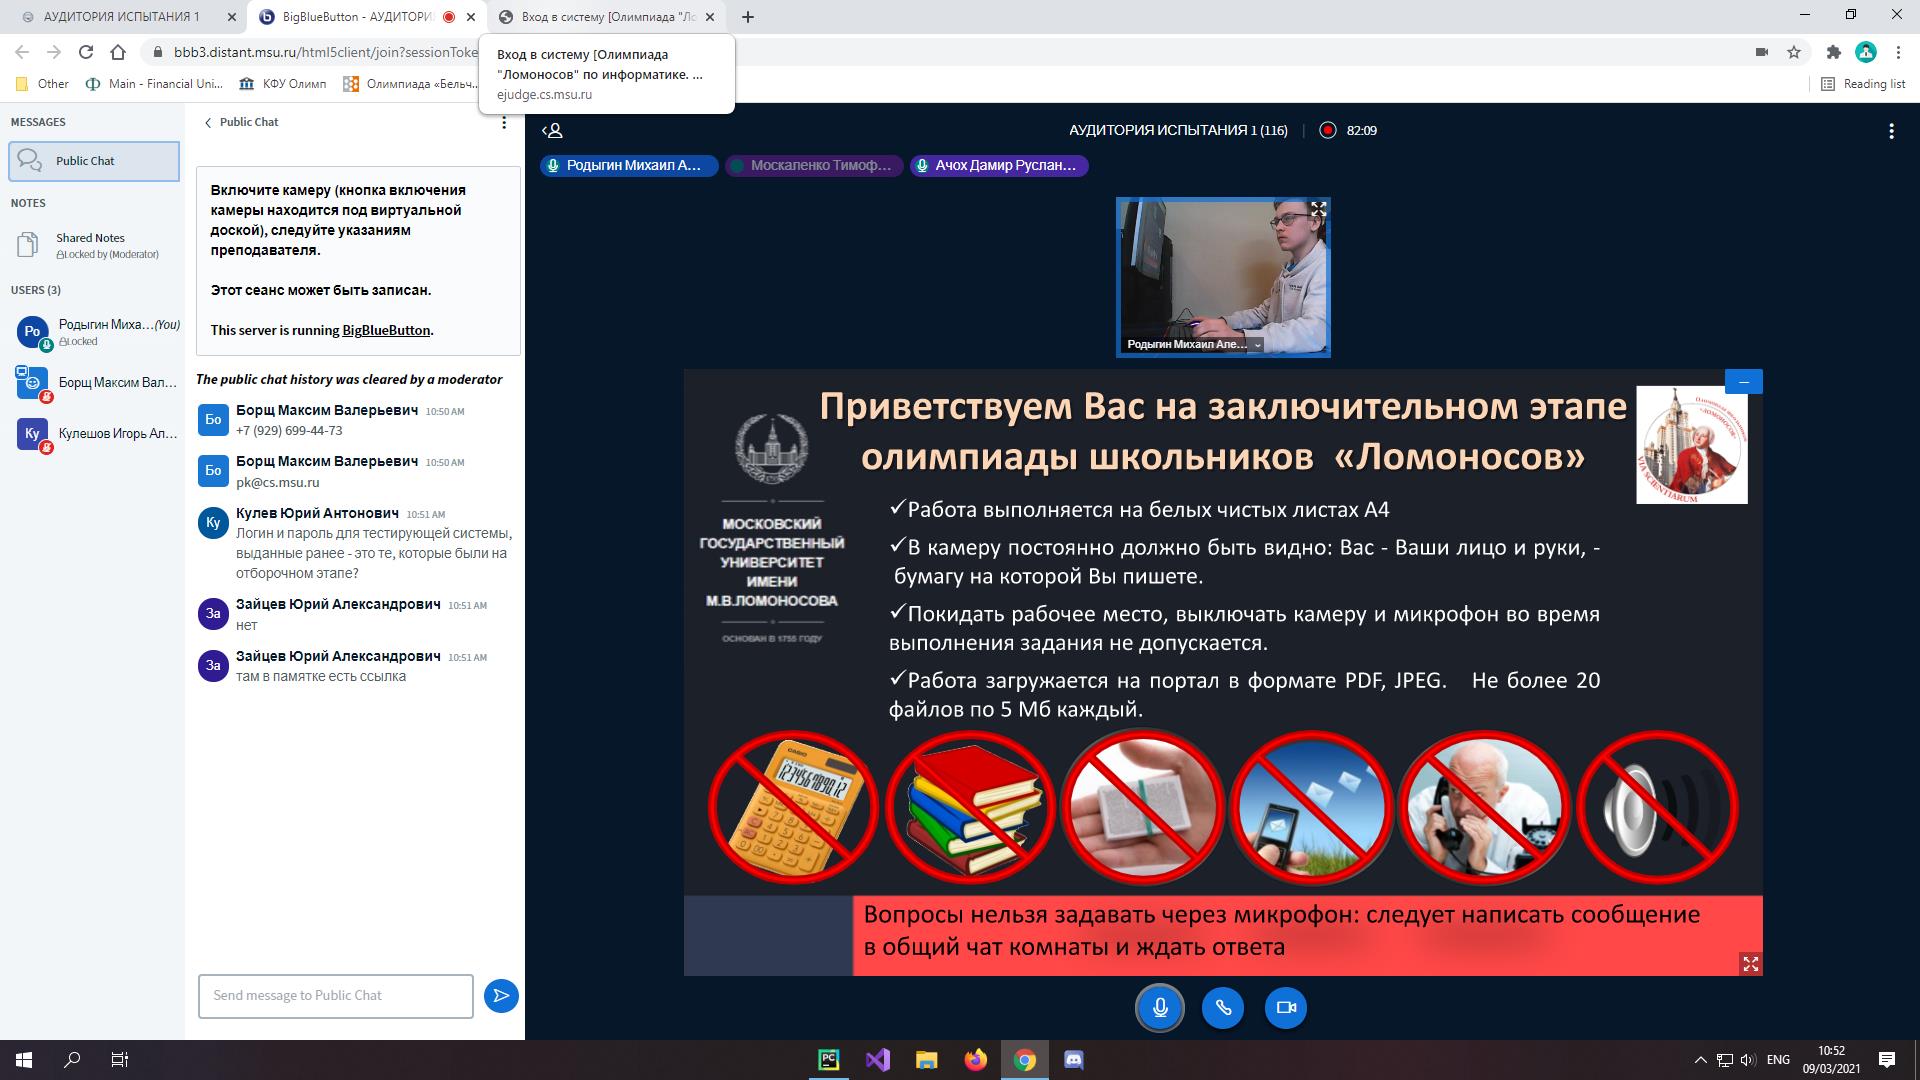 АУДИТОРИЯ ИСПЫТАНИЯ 1
BigBlueButton - АУДИТОРИ
Вход в систему [Олимпиада "Ло
bbb3.distant.msu.ru/html5client/join?sessionToke
Вход в систему [Олимпиада
"Ломоносов" по информатике. ...
ejudge.cs.msu.ru
Other
Main - Financial Uni...
КФУ Олимп
Олимпиада «Бельч...
Reading list
MESSAGES
Public Chat
NOTES
Shared Notes
Locked by (Moderator)
USERS (3)
Ро
Родыгин Миха...(You)
Locked
Борщ Максим Вал...
Ку
Кулешов Игорь Ал...
Public Chat
Включите камеру (кнопка включения
камеры находится под виртуальной
доской), следуйте указаниям
преподавателя.
Этот сеанс может быть записан.
This server is running BigBlueButton.
The public chat history was cleared by a moderator
Бо
Борщ Максим Валерьевич 10:50 AM
+7 (929) 699-44-73
Бо
Борщ Максим Валерьевич 10:50 AM
pk@cs.msu.ru
Ку
Кулев Юрий Антонович 10:51 AM
Логин и пароль для тестирующей системы,
выданные ранее - это те, которые были на
отборочном этапе?
За
Зайцев Юрий Александрович 10:51 AM
нет
За
Зайцев Юрий Александрович 10:51 AM
там в памятке есть ссылка
Send message to Public Chat
АУДИТОРИЯ ИСПЫТАНИЯ 1 (116)
82:09
Родыгин Михаил А...
Москаленко Тимоф...
Ачох Дамир Руслан...
Родыгин Михаил Але...
Приветствуем Вас на заключительном этапе
олимпиады школьников «Ломоносов»
МОСКОВСКИЙ
ГОСУДАРСТВЕННЫЙ
УНИВЕРСИТЕТ
ИМЕНИ
М.В.ЛОМОНОСОВА
ОСНОВАН В 1755 ГОДУ
✓Работа выполняется на белых чистых листах А4
✓В камеру постоянно должно быть видно: Вас - Ваши лицо и руки, -
бумагу на которой Вы пишете.
✓Покидать рабочее место, выключать камеру и микрофон во время
выполнения задания не допускается.
✓Работа загружается на портал в формате PDF, JPEG. Не более 20
файлов по 5 Мб каждый.
CASIO
Вопросы нельзя задавать через микрофон: следует написать сообщение
в общий чат комнаты и ждать ответа
PC
ENG
10:52
09/03/2021